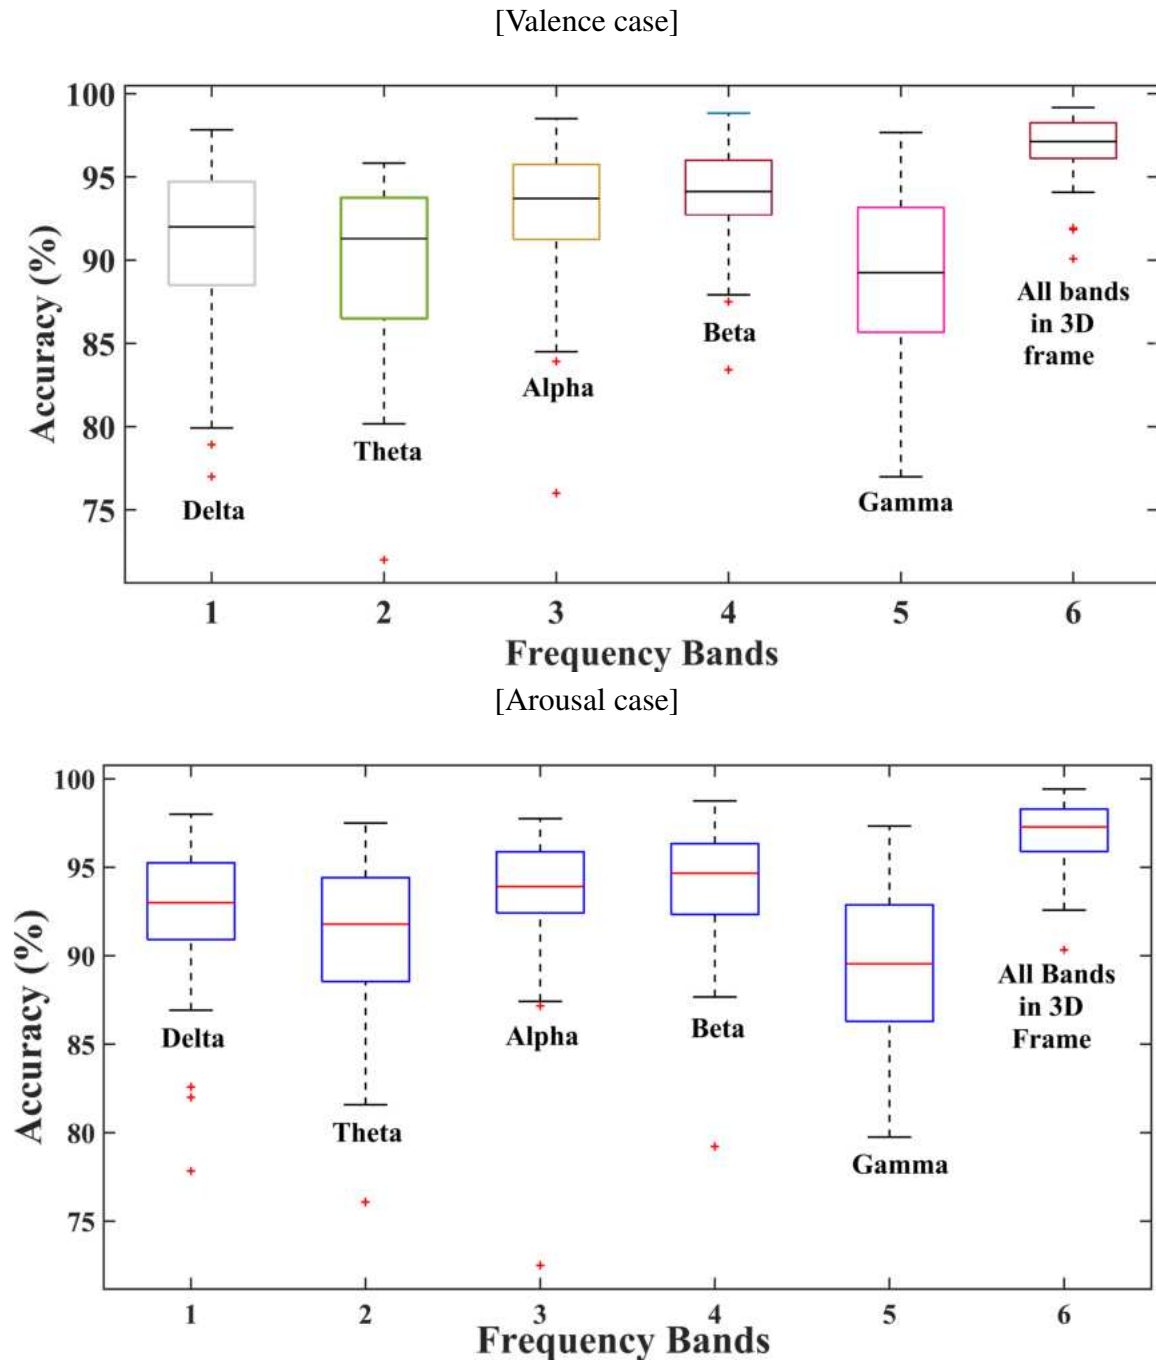 [Valence case]
100
95
90
85
80
75
Accuracy (%)
Delta
Theta
Alpha
Beta
Gamma
All bands
in 3D
frame
1 2 3 4 5 6
Frequency Bands
[Arousal case]
100
95
90
85
80
75
Accuracy (%)
Delta
Theta
Alpha
Beta
Gamma
All Bands
in 3D
Frame
1 2 3 4 5 6
Frequency Bands